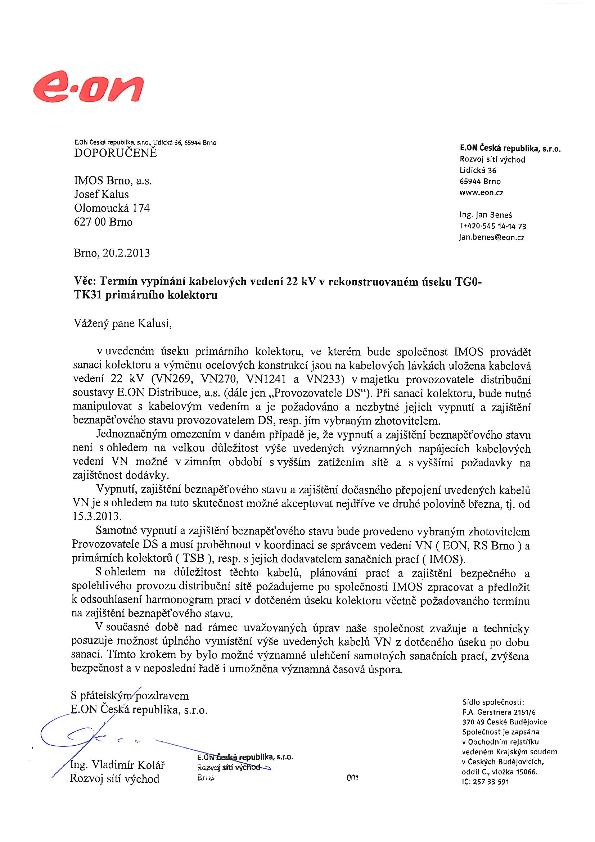 e·on
E.ON Česká republika, s.r.o., Lidická 36, 65944 Brno
DOPORUČENĚ
IMOS Brno, a.s.
Josef Kalus
Olomoucká 174
627 00 Brno
E.ON Česká republika, s.r.o.
Rozvoj sítí východ
Lidická 36
65944 Brno
www.eon.cz
Ing. Jan Beneš
T+420-545 14-14 73
Jan.benes@eon.cz
Brno, 20.2.2013
Věc: Termín vypínání kabelových vedení 22 kV v rekonstruovaném úseku TG0-
TK31 primárního kolektoru
Vážený pane Kalusi,
v uvedeném úseku primárního kolektoru, ve kterém bude společnost IMOS provádět
sanaci kolektoru a výměnu ocelových konstrukcí jsou na kabelových lávkách uložena kabelová
vedení 22 kV (VN269, VN270, VN1241 a VN233) v majetku provozovatele distribuční
soustavy E.ON Distribuce, a.s. (dále jen „Provozovatele DS“). Při sanaci kolektoru, bude nutné
manipulovat s kabelovým vedením a je požadováno a nezbytné jejich vypnutí a zajištění
beznapěťového stavu provozovatelem DS, resp. jím vybraným zhotovitelem.
Jednoznačným omezením v daném případě je, že vypnutí a zajištění beznapěťového stavu
není s ohledem na velkou důležitost výše uvedených významných napájecích kabelových
vedení VN možné v zimním období s vyšším zatížením sítě a s vyššími požadavky na
zajištěnost dodávky.
Vypnutí, zajištění beznapěťového stavu a zajištění dočasného přepojení uvedených kabelů
VN je s ohledem na tuto skutečnost možné akceptovat nejdříve ve druhé polovině března, tj. od
15.3.2013.
Samotné vypnutí a zajištění beznapěťového stavu bude provedeno vybraným zhotovitelem
Provozovatele DS a musí proběhnout v koordinaci se správcem vedení VN ( EON, RS Brno ) a
primárních kolektorů ( TSB ), resp. s jejich dodavatelem sanačních prací ( IMOS).
S ohledem na důležitost těchto kabelů, plánování prací a zajištění bezpečného a
spolehlivého provozu distribuční sítě požadujeme po společnosti IMOS zpracovat a předložit
k odsouhlasení harmonogram prací v dotčeném úseku kolektoru včetně požadovaného termínu
na zajištění beznapěťového stavu.
V současné době nad rámec uvažovaných úprav naše společnost zvažuje a technicky
posuzuje možnost úplného vymístění výše uvedených kabelů VN z dotčeného úseku po dobu
sanací. Tímto krokem by bylo možné významné ulehčení samotných sanačních prací, zvýšena
bezpečnost a v neposlední řadě i umožněna významná časová úspora.
S přátelským pozdravem
E.ON Česká republika, s.r.o.
Ing. Vladimír Kolář
Rozvoj sítí východ
E.ON Česká republika, s.r.o.
Rozvoj sítí východ
Brno
001
Sídlo společnosti:
F.A. Gerstnera 2151/6
370 49 České Budějovice
Společnost je zapsána
v Obchodním rejstříku
vedeném Krajským soudem
v Českých Budějovicích,
oddíl C, vložka 15066.
IČ: 257 33 591